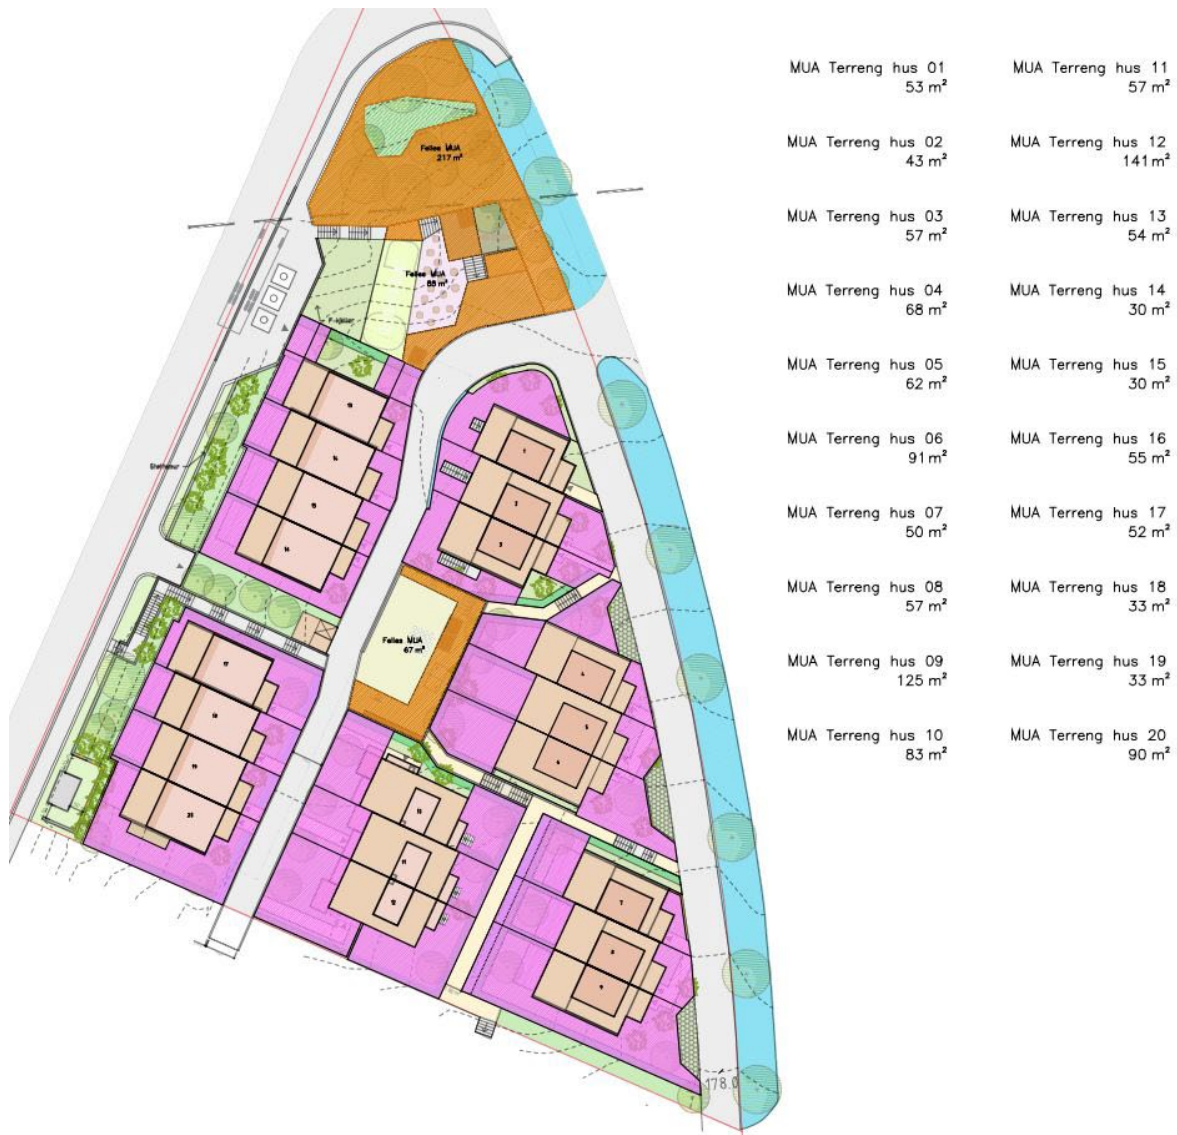 MUA Terreng hus 01
53 m²
MUA Terreng hus 02
43 m²
MUA Terreng hus 03
57 m²
MUA Terreng hus 04
68 m²
MUA Terreng hus 05
62 m²
MUA Terreng hus 06
91 m²
MUA Terreng hus 07
50 m²
MUA Terreng hus 08
57 m²
MUA Terreng hus 09
125 m²
MUA Terreng hus 10
83 m²
MUA Terreng hus 11
57 m²
MUA Terreng hus 12
141 m²
MUA Terreng hus 13
54 m²
MUA Terreng hus 14
30 m²
MUA Terreng hus 15
30 m²
MUA Terreng hus 16
55 m²
MUA Terreng hus 17
52 m²
MUA Terreng hus 18
33 m²
MUA Terreng hus 19
33 m²
MUA Terreng hus 20
90 m²
Felles MUA
217 m²
Felles MUA
Felles MUA
67 m²
178.0